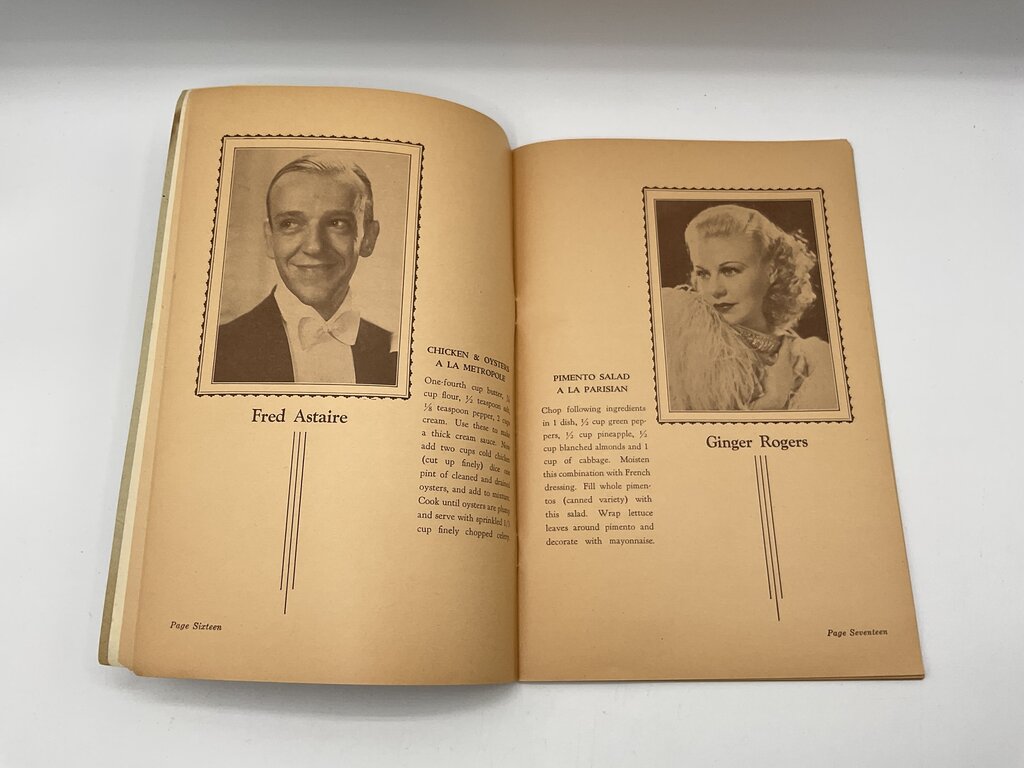 CHICKEN & OYSTERS
A LA METROPOLE
One-fourth cup butter, ¼
cup flour, ½ teaspoon salt,
⅛ teaspoon pepper, 2 cups
cream. Use these to make
a thick cream sauce. Now
add two cups cold chicken
(cut up finely) dice one
pint of cleaned and drained
oysters, and add to mixture.
Cook until oysters are plump
and serve with sprinkled 1/3
cup finely chopped celery.
Fred Astaire
Page Sixteen
PIMENTO SALAD
A LA PARISIAN
Chop following ingredients
in 1 dish, ½ cup green pep-
pers, ½ cup pineapple, ½
cup blanched almonds and 1
cup of cabbage. Moisten
this combination with French
dressing. Fill whole pimen-
tos (canned variety) with
this salad. Wrap lettuce
leaves around pimento and
decorate with mayonnaise.
Ginger Rogers
Page Seventeen